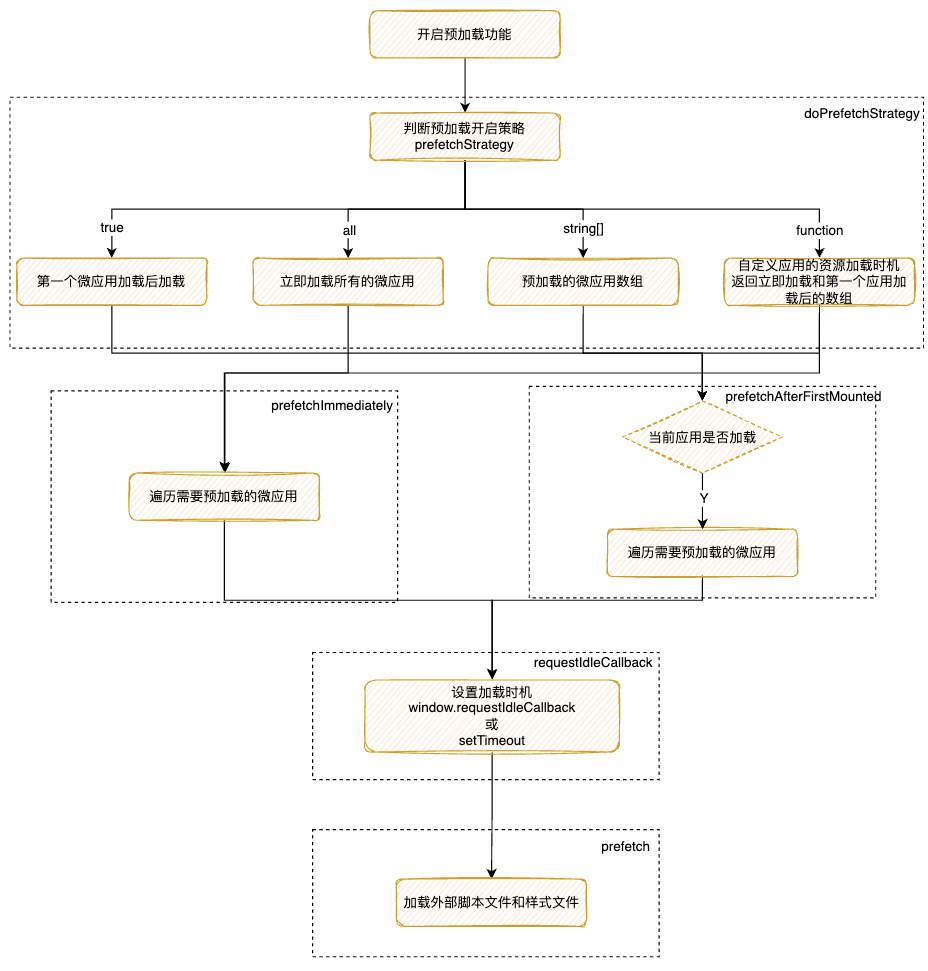 开启预加载功能
doPrefetchStrategy
判断预加载开启策略
prefetchStrategy
true
all
string[]
function
第一个微应用加载后加载
立即加载所有的微应用
预加载的微应用数组
自定义应用的资源加载时机
返回立即加载和第一个应用加
载后的数组
prefetchImmediately
prefetchAfterFirstMounted
当前应用是否加载
遍历需要预加载的微应用
Y
遍历需要预加载的微应用
requestIdleCallback
设置加载时机
window.requestIdleCallback
或
setTimeout
prefetch
加载外部脚本文件和样式文件